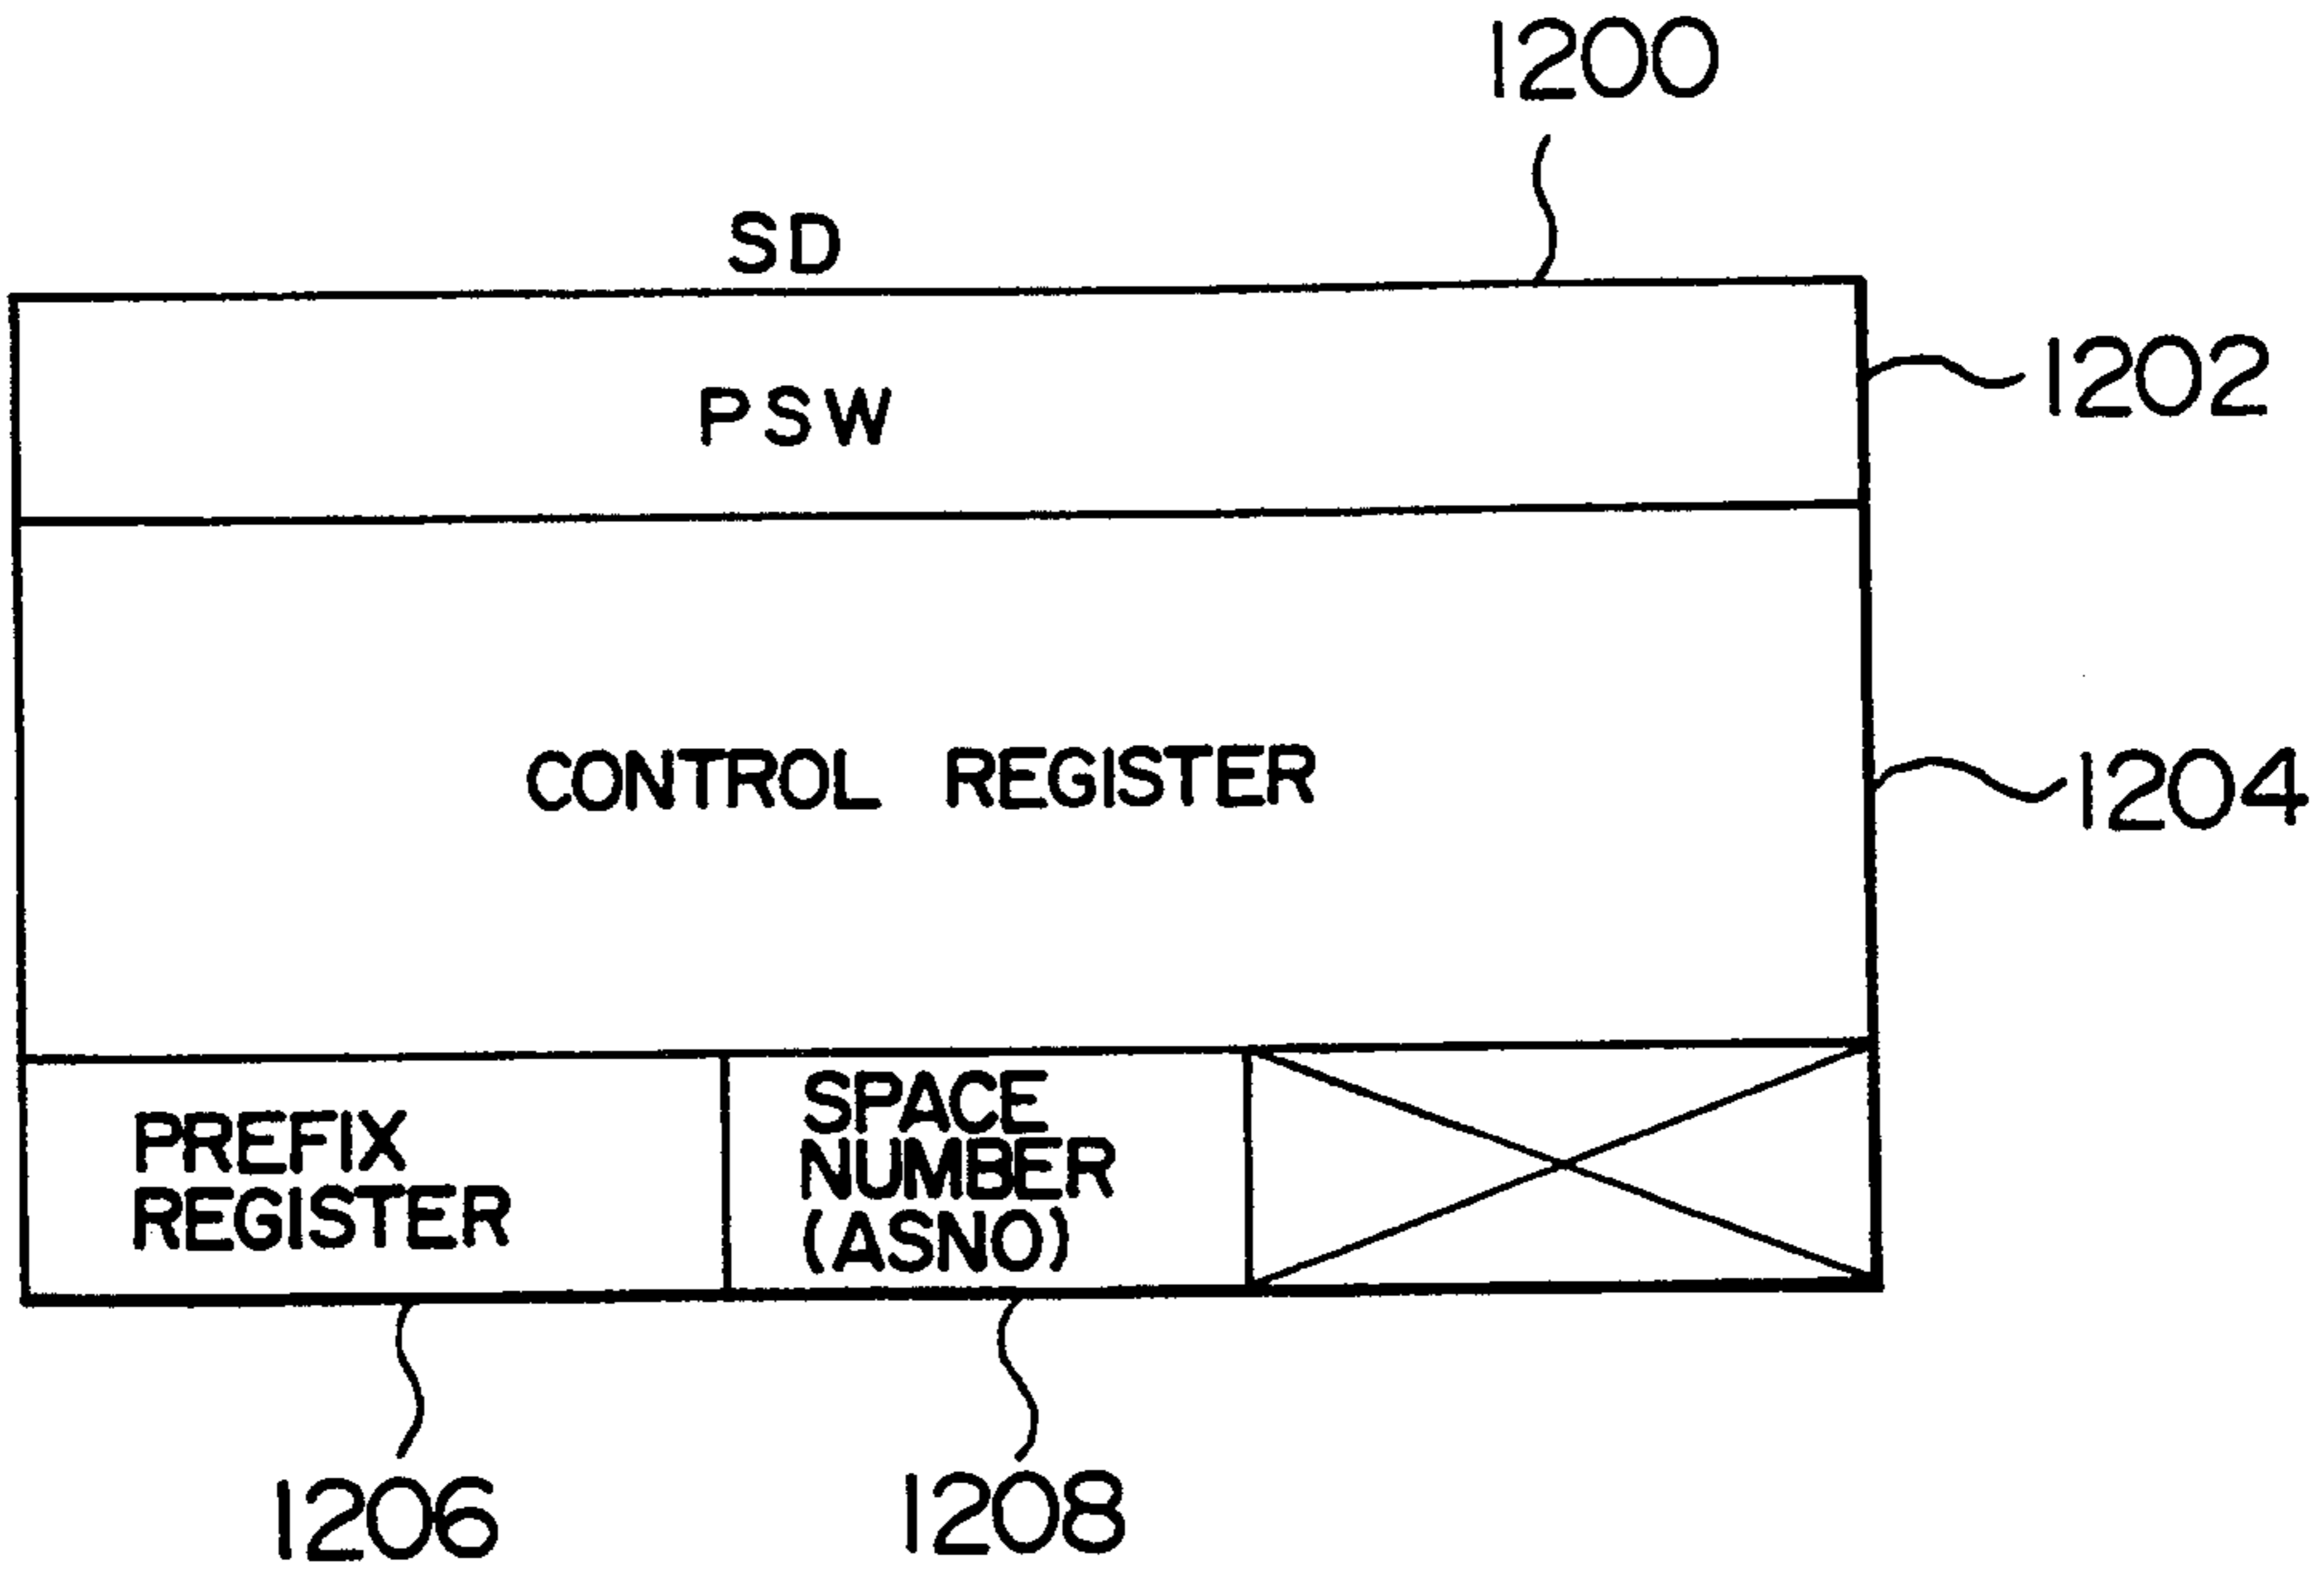 1200
SD
PSW
1202
CONTROL REGISTER
1204
PREFIX
REGISTER
SPACE
NUMBER
(ASNO)
1206
1208